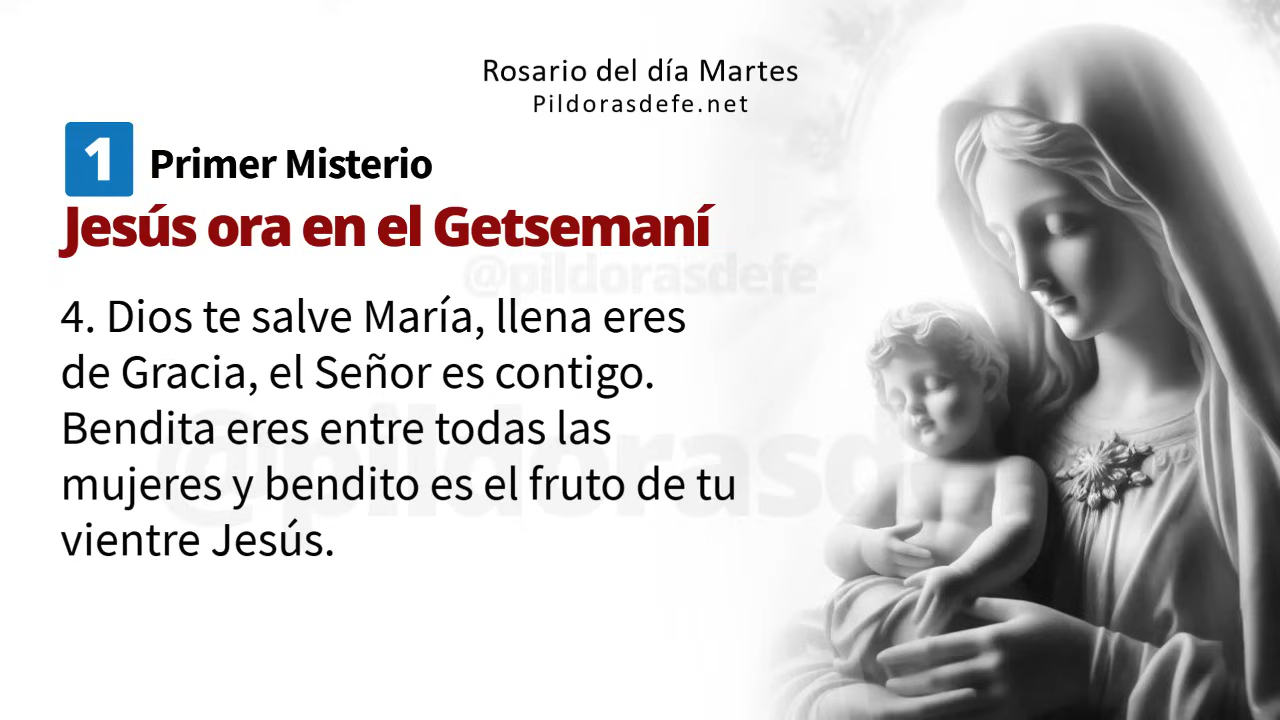 Rosario del día Martes
Pildorasdefe.net
1 Primer Misterio
Jesús ora en el Getsemaní
@pildorasdefe
4. Dios te salve María, llena eres
de Gracia, el Señor es contigo.
Bendita eres entre todas las
mujeres y bendito es el fruto de tu
vientre Jesús.
@pildorasde